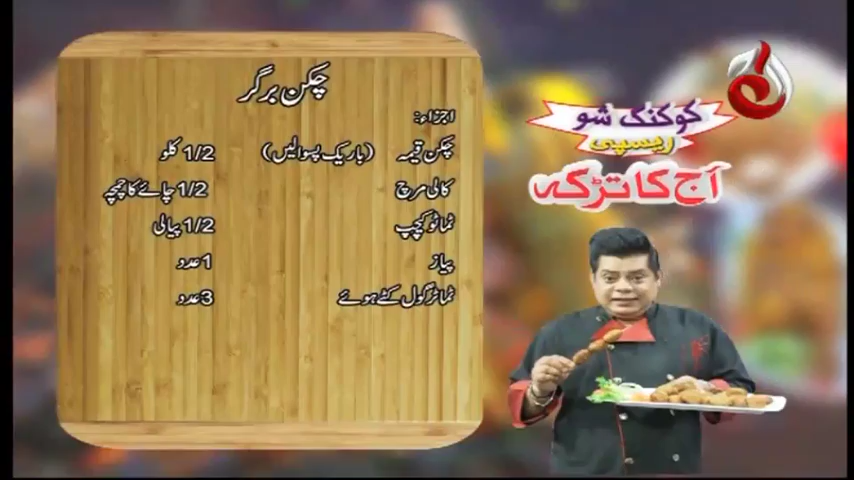 چکن برگر
اجزاء:
چکن قیمہ (باریک پسوالیں) 1/2 کلو
کالی مرچ 1/2 چائے کا چمچہ
ٹماٹو کیچپ 1/2 پیالی
پیاز 1 عدد
ٹماٹر گول کٹے ہوئے 3 عدد
کوکنگ شو
ریسپی
آج کا تڑکہ